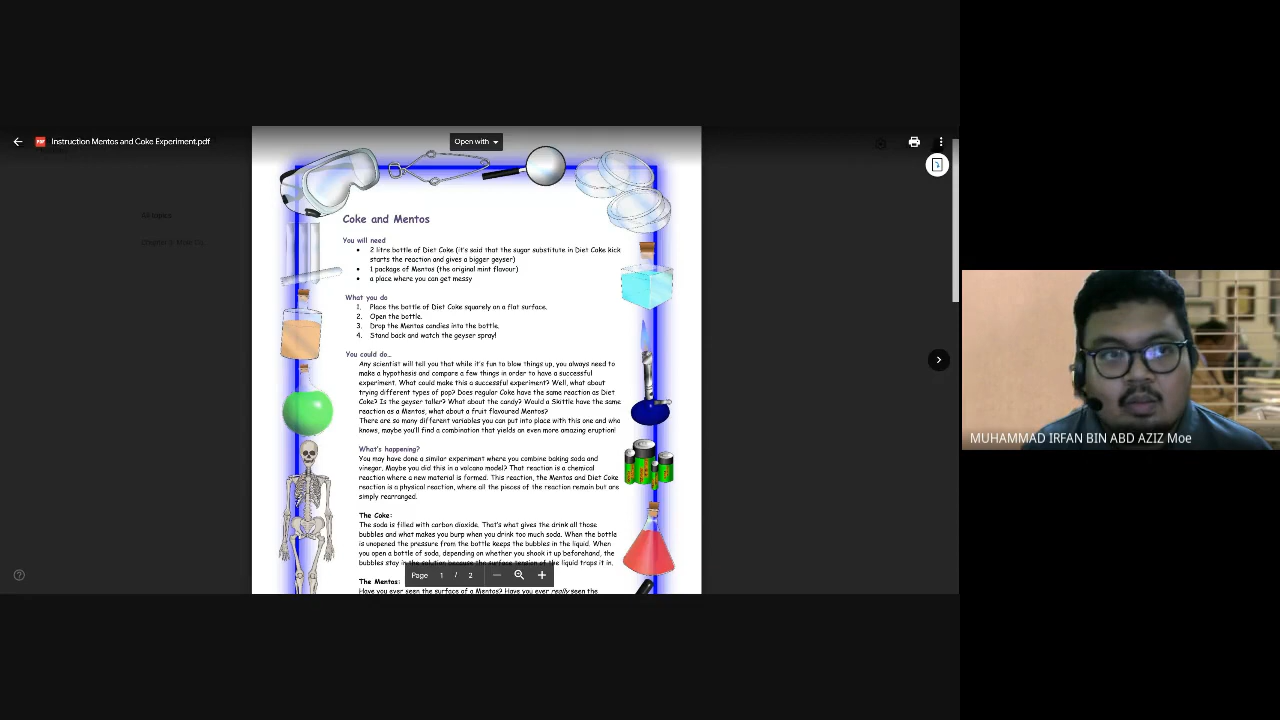 Instruction Mentos and Coke Experiment.pdf
Open with
Coke and Mentos
You will need
• 2 litre bottle of Diet Coke (it's said that the sugar substitute in Diet Coke kick
starts the reaction and gives a bigger geyser)
• 1 package of Mentos (the original mint flavour)
• a place where you can get messy
What you do
1. Place the bottle of Diet Coke squarely on a flat surface.
2. Open the bottle.
3. Drop the Mentos candies into the bottle.
4. Stand back and watch the geyser spray!
You could do…
Any scientist will tell you that while it's fun to blow things up, you always need to
make a hypothesis and compare a few things in order to have a successful
experiment. What could make this a successful experiment? Well, what about
trying different types of pop? Does regular Coke have the same reaction as Diet
Coke? Is the geyser taller? What about the candy? Would a Skittle have the same
reaction as a Mentos, what about a fruit flavoured Mentos?
There are so many different variables you can put into place with this one and who
knows, maybe you'll find a combination that yields an even more amazing eruption!
What's happening?
You may have done a similar experiment where you combine baking soda and
vinegar. Maybe you did this in a volcano model? That reaction is a chemical
reaction where a new material is formed. This reaction, the Mentos and Diet Coke
reaction is a physical reaction, where all the pieces of the reaction remain but are
simply rearranged.
The Coke:
The soda is filled with carbon dioxide. That's what gives the drink all those
bubbles and what makes you burp when you drink too much soda. When the bottle
is unopened the pressure from the bottle keeps the bubbles in the liquid. When
you open a bottle of soda, depending on whether you shook it up beforehand, the
bubbles stay in the solution because the surface tension of the liquid traps it in.
Page 1 / 2
The Mentos:
Have you ever seen the surface of a Mentos? Have you ever really seen the
All topics
MUHAMMAD IRFAN BIN ABD AZIZ Moe